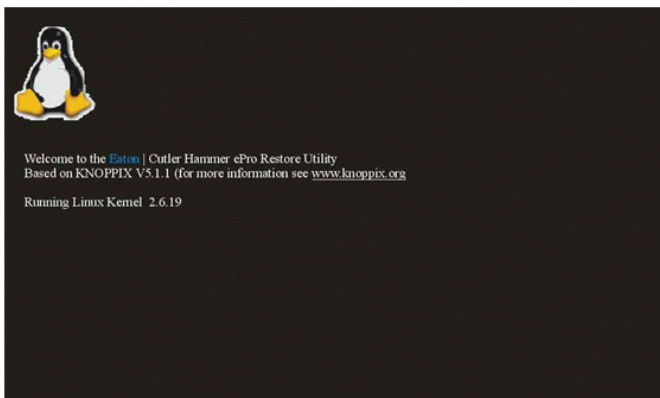 Welcome to the Eaton | Cutler Hammer ePro Restore Utility
Based on KNOPPIX V5.1.1 (for more information see www.knoppix.org
Running Linux Kernel 2.6.19